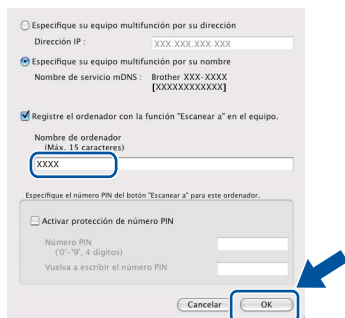 Especifique su equipo multifunción por su dirección
Dirección IP :
XXX.XXX.XXX.XXX
Especifique su equipo multifunción por su nombre
Nombre de servicio mDNS : Brother XXX-XXXX
[XXXXXXXXXXXX]
Registre el ordenador con la función "Escanear a" en el equipo.
Nombre de ordenador
(Máx. 15 caracteres)
XXXX
Especifique el número PIN del botón "Escanear a" para este ordenador.
Activar protección de número PIN
Número PIN
('0'-'9', 4 dígitos)
Vuelva a escribir el número PIN
Cancelar OK